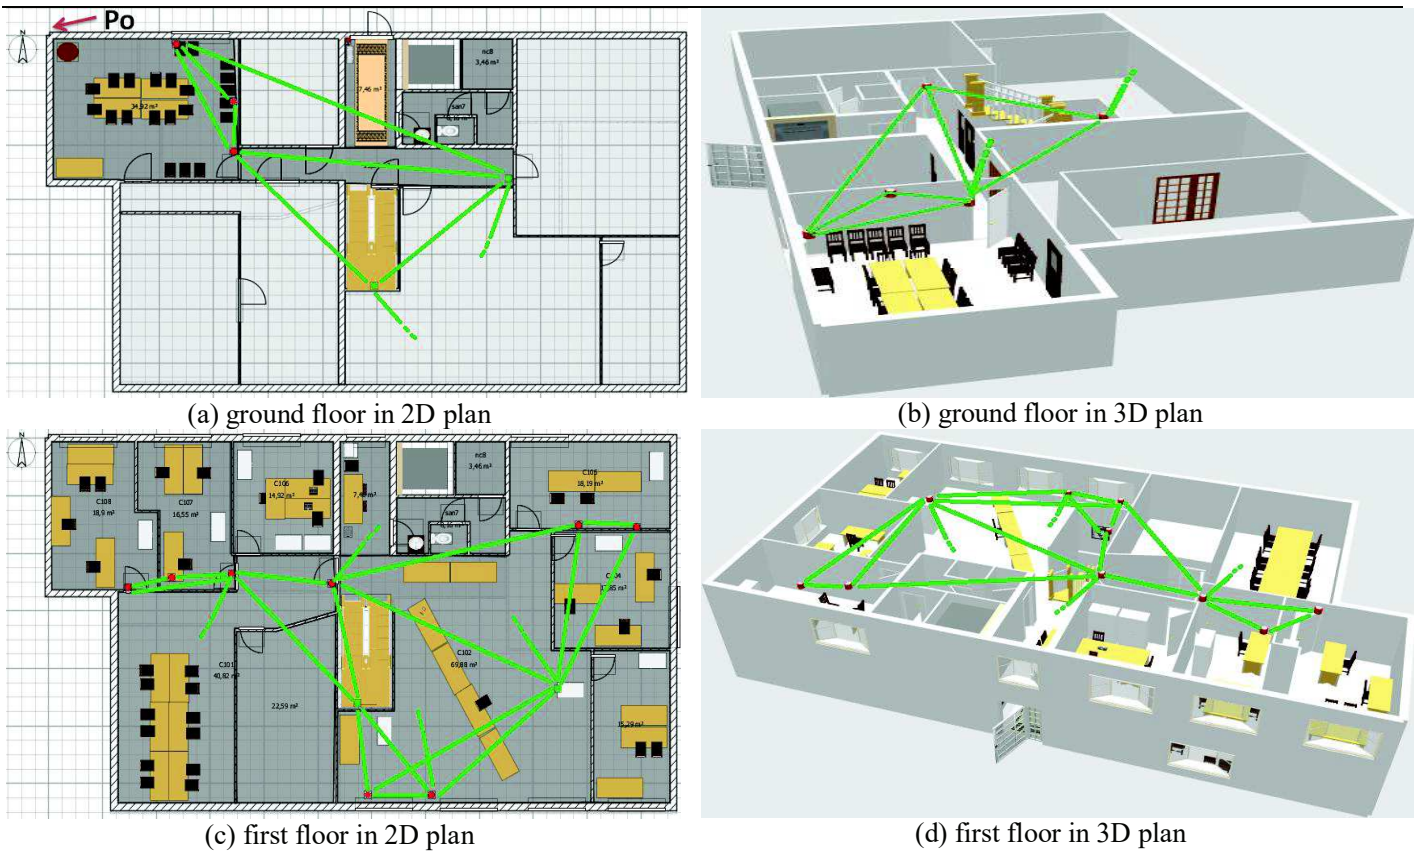 Po
N
nc8
3,46 m²
7,46 m²
34,92 m²
san7
(a) ground floor in 2D plan
(b) ground floor in 3D plan
N
nc8
3,46 m²
C106
14,92 m²
C105
18,19 m²
C108
18,9 m²
C107
16,55 m²
san7
C102
69,88 m²
C101
40,82 m²
22,59 m²
15,29 m²
(c) first floor in 2D plan
(d) first floor in 3D plan